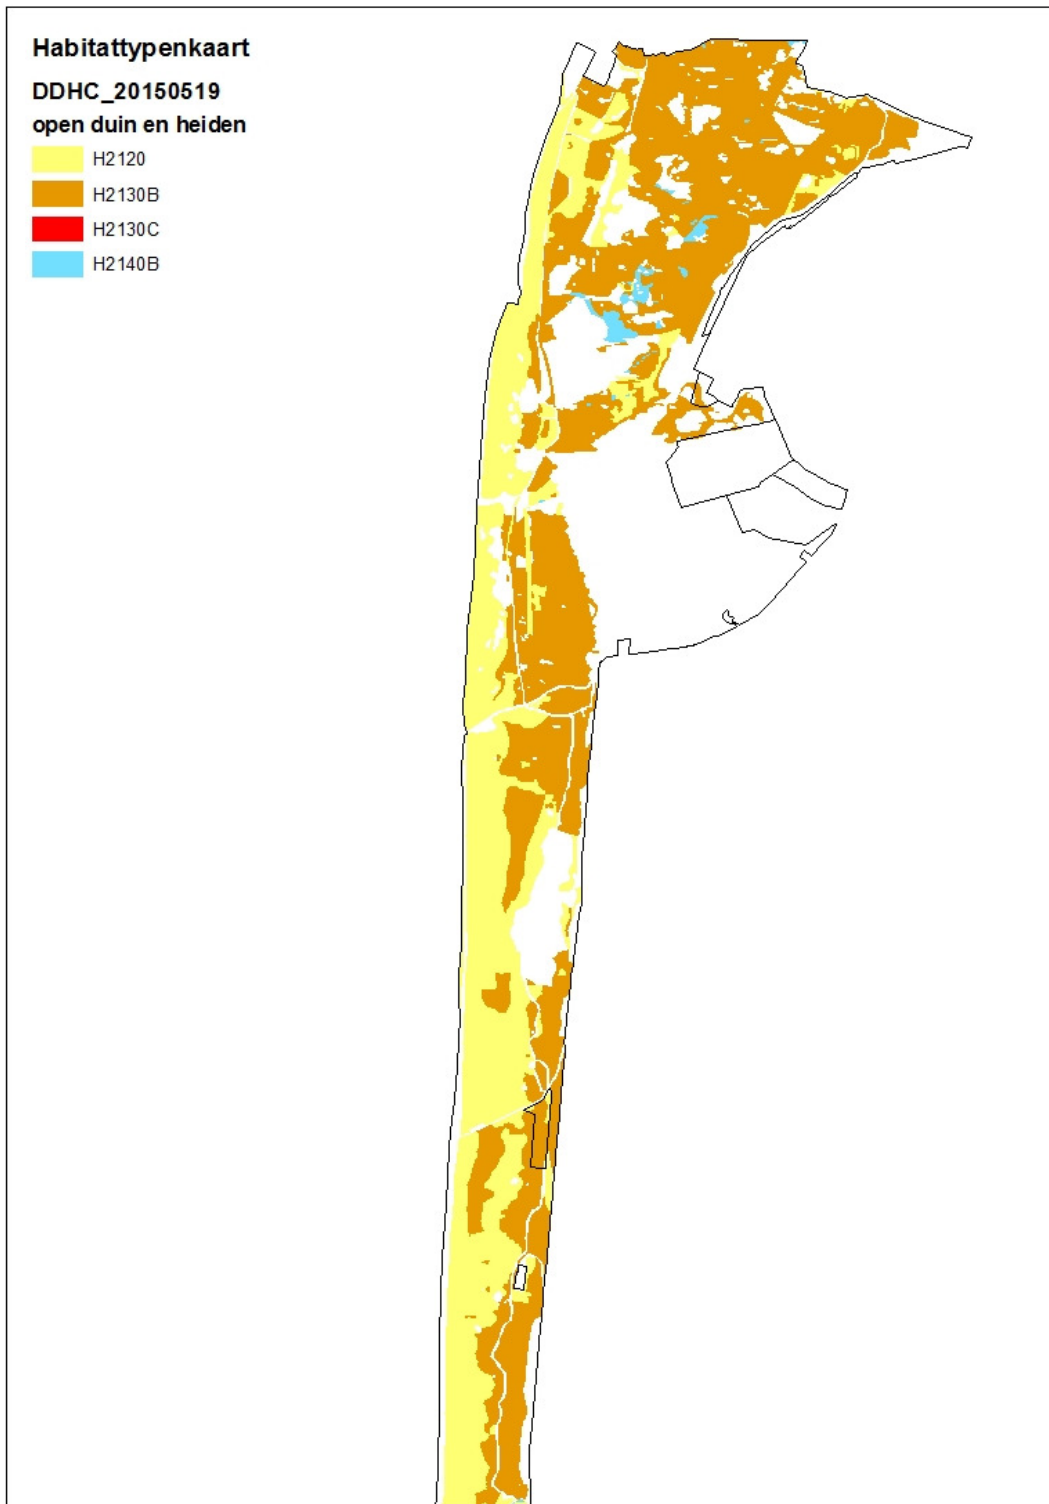 Habitattypenkaart
DDHC_20150519
open duin en heiden
H2120
H2130B
H2130C
H2140B